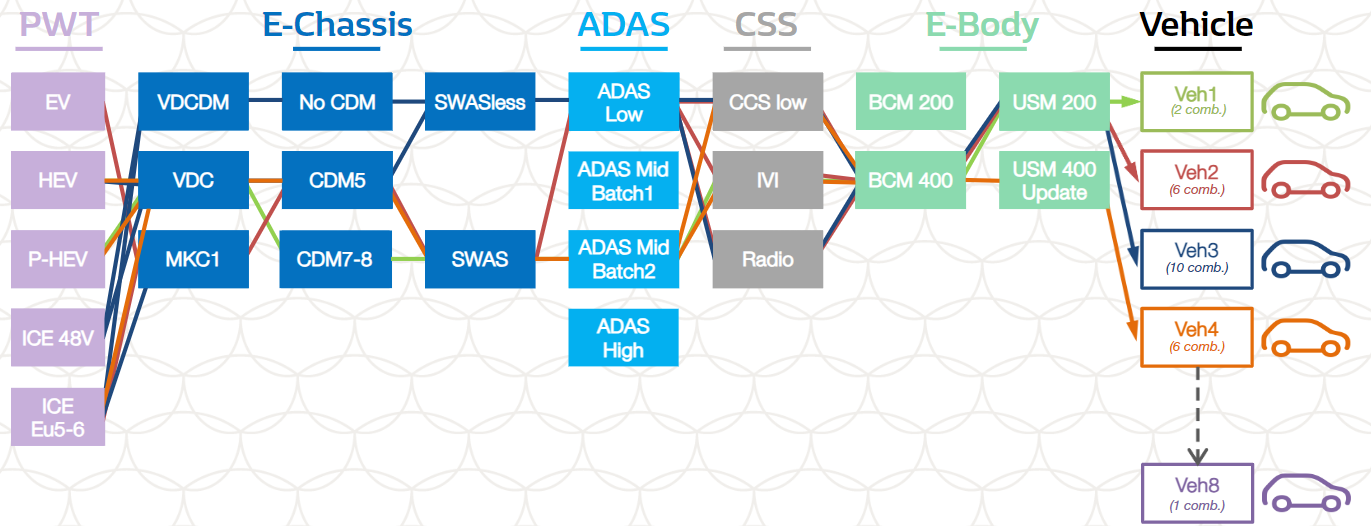 PWT
E-Chassis
ADAS
CSS
E-Body
Vehicle
EV
VDCDM
No CDM
SWASless
ADAS
Low
CCS low
BCM 200
USM 200
Veh1
(2 comb.)
HEV
VDC
CDM5
ADAS Mid
Batch1
IVI
BCM 400
USM 400
Update
Veh2
(6 comb.)
P-HEV
MKC1
CDM7-8
SWAS
ADAS Mid
Batch2
Radio
Veh3
(10 comb.)
ICE 48V
ADAS
High
Veh4
(6 comb.)
ICE
Eu5-6
Veh8
(1 comb.)